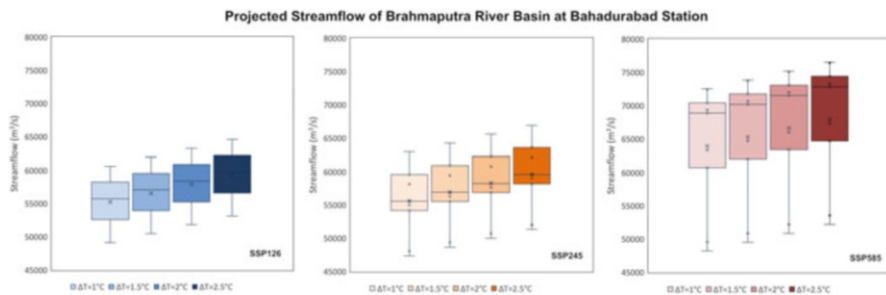 Projected Streamflow of Brahmaputra River Basin at Bahadurabad Station
80000
75000
70000
65000
60000
55000
50000
45000
Streamflow (m³/s)
SSP126
ΔT=1°C ΔT=1.5°C ΔT=2°C ΔT=2.5°C
80000
75000
70000
65000
60000
55000
50000
45000
Streamflow (m³/s)
SSP245
ΔT=1°C ΔT=1.5°C ΔT=2°C ΔT=2.5°C
80000
75000
70000
65000
60000
55000
50000
45000
Streamflow (m³/s)
SSP585
ΔT=1°C ΔT=1.5°C ΔT=2°C ΔT=2.5°C